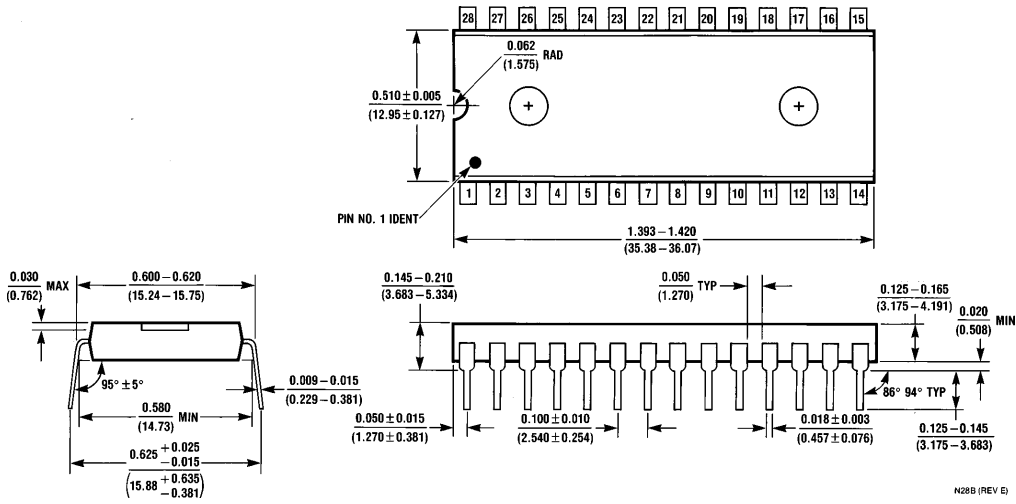 28 27 26 25 24 23 22 21 20 19 18 17 16 15
0.062
(1.575)
RAD
0.510 ± 0.005
(12.95 ± 0.127)
1 2 3 4 5 6 7 8 9 10 11 12 13 14
PIN NO. 1 IDENT
1.393 – 1.420
(35.38 – 36.07)
0.030
(0.762)
MAX
0.600 – 0.620
(15.24 – 15.75)
95° ± 5°
0.009 – 0.015
(0.229 – 0.381)
0.580
(14.73)
MIN
0.625 + 0.025
– 0.015
(15.88 + 0.635
– 0.381)
0.145 – 0.210
(3.683 – 5.334)
0.050
(1.270)
TYP
0.125 – 0.165
(3.175 – 4.191)
0.020
(0.508)
MIN
86° 94° TYP
0.050 ± 0.015
(1.270 ± 0.381)
0.100 ± 0.010
(2.540 ± 0.254)
0.018 ± 0.003
(0.457 ± 0.076)
0.125 – 0.145
(3.175 – 3.683)
N28B (REV E)